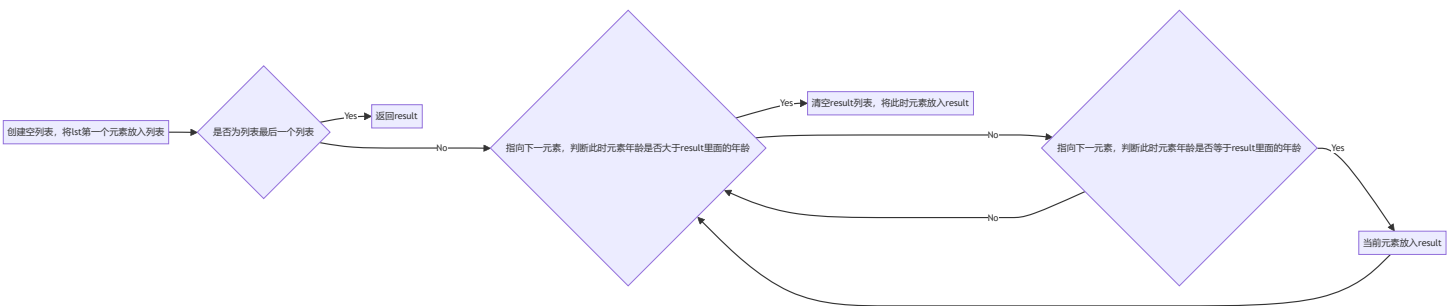 创建空列表，将lst第一个元素放入列表
是否为列表最后一个列表
Yes
返回result
No
指向下一元素，判断此时元素年龄是否大于result里面的年龄
Yes
清空result列表，将此时元素放入result
No
指向下一元素，判断此时元素年龄是否等于result里面的年龄
Yes
No
当前元素放入result